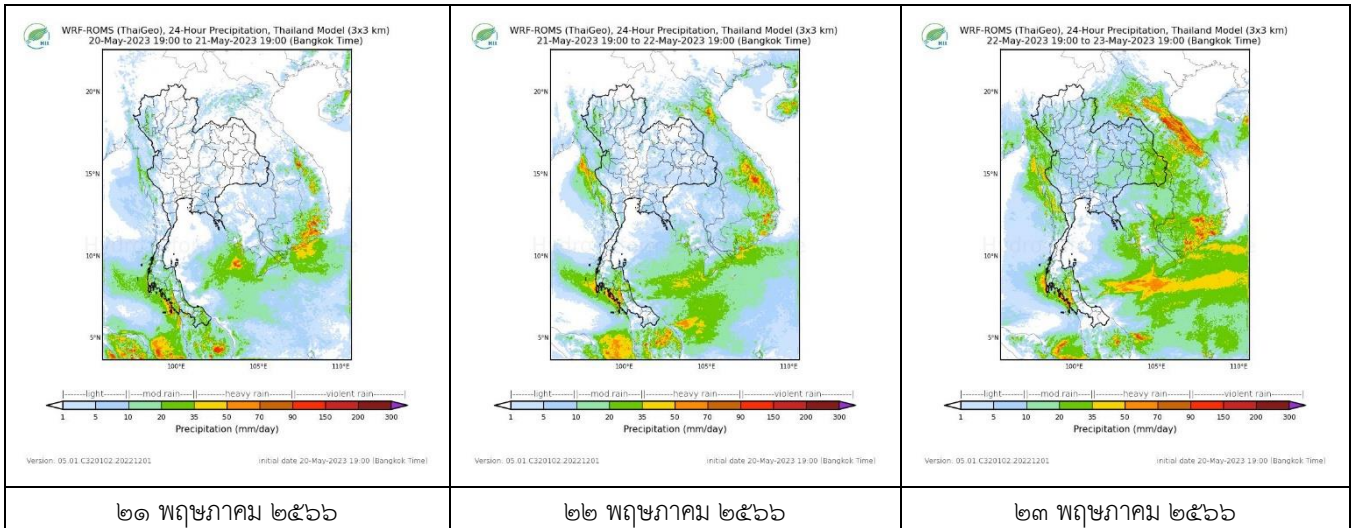 HII
WRF-ROMS (ThaiGeo), 24-Hour Precipitation, Thailand Model (3x3 km)
20-May-2023 19:00 to 21-May-2023 19:00 (Bangkok Time)
20°N
15°N
10°N
5°N
100°E 105°E 110°E
|-------light-------||---mod rain---||-------heavy rain-------||-------violent rain-------|
1 5 10 20 35 50 70 90 150 200 300
Precipitation (mm/day)
Version: 05.01.C320102.20221201 initial date 20-May-2023 19:00 (Bangkok Time)
๒๑ พฤษภาคม ๒๕๖๖
HII
WRF-ROMS (ThaiGeo), 24-Hour Precipitation, Thailand Model (3x3 km)
21-May-2023 19:00 to 22-May-2023 19:00 (Bangkok Time)
20°N
15°N
10°N
5°N
100°E 105°E 110°E
|-------light-------||---mod rain---||-------heavy rain-------||-------violent rain-------|
1 5 10 20 35 50 70 90 150 200 300
Precipitation (mm/day)
Version: 05.01.C320102.20221201 initial date 20-May-2023 19:00 (Bangkok Time)
๒๒ พฤษภาคม ๒๕๖๖
HII
WRF-ROMS (ThaiGeo), 24-Hour Precipitation, Thailand Model (3x3 km)
22-May-2023 19:00 to 23-May-2023 19:00 (Bangkok Time)
20°N
15°N
10°N
5°N
100°E 105°E 110°E
|-------light-------||---mod rain---||-------heavy rain-------||-------violent rain-------|
1 5 10 20 35 50 70 90 150 200 300
Precipitation (mm/day)
Version: 05.01.C320102.20221201 initial date 20-May-2023 19:00 (Bangkok Time)
๒๓ พฤษภาคม ๒๕๖๖